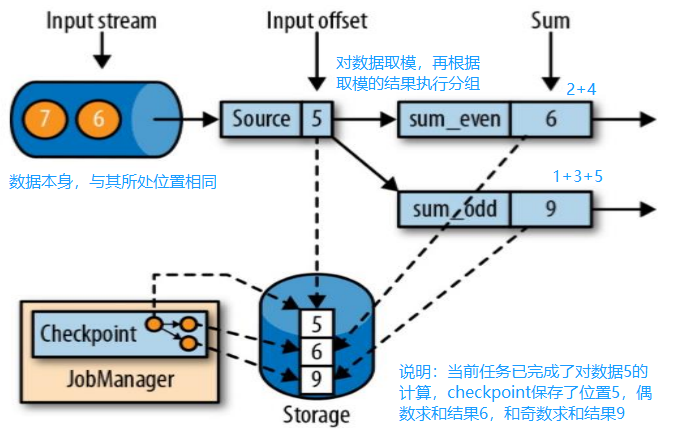 Input stream
Input offset
Sum
对数据取模，再根据
取模的结果执行分组
2+4
7
6
Source
5
sum_even
6
数据本身，与其所处位置相同
1+3+5
sum_odd
9
Checkpoint
JobManager
5
6
9
Storage
说明：当前任务已完成了对数据5的
计算，checkpoint保存了位置5，偶
数求和结果6，和奇数求和结果9